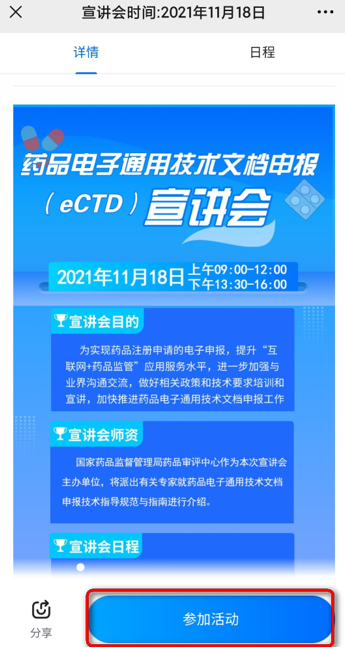 宣讲会时间:2021年11月18日
详情
日程
药品电子通用技术文档申报
（eCTD）宣讲会
2021年11月18日
上午09:00-12:00
下午13:30-16:00
宣讲会目的
为实现药品注册申请的电子申报，提升“互
联网+药品监管”应用服务水平，进一步加强与
业界沟通交流，做好相关政策和技术要求培训和
宣讲，加快推进药品电子通用技术文档申报工作
宣讲会师资
国家药品监督管理局药品审评中心作为本次宣讲会
主办单位，将派出有关专家就药品电子通用技术文档
申报技术指导规范与指南进行介绍。
宣讲会日程
分享
参加活动